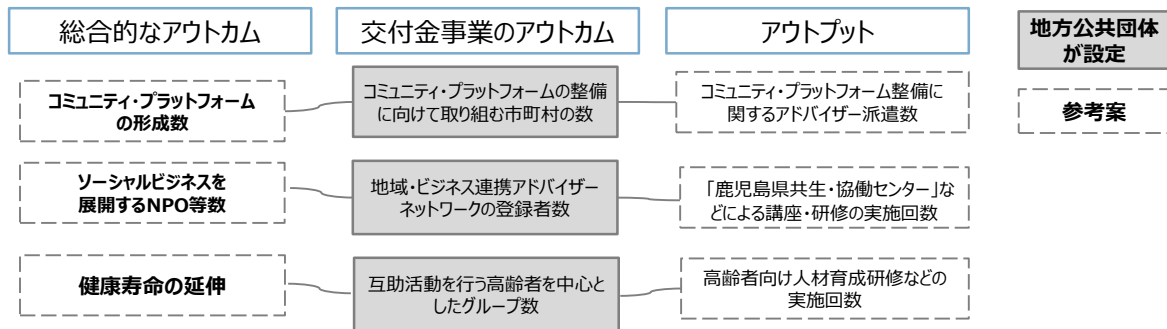 総合的なアウトカム
交付金事業のアウトカム
アウトプット
地方公共団体
が設定
コミュニティ・プラットフォーム
の形成数
コミュニティ・プラットフォームの整備
に向けて取り組む市町村の数
コミュニティ・プラットフォーム整備に
関するアドバイザー派遣数
参考案
ソーシャルビジネスを
展開するNPO等数
地域・ビジネス連携アドバイザー
ネットワークの登録者数
「鹿児島県共生・協働センター」な
どによる講座・研修の実施回数
健康寿命の延伸
互助活動を行う高齢者を中心と
したグループ数
高齢者向け人材育成研修などの
実施回数